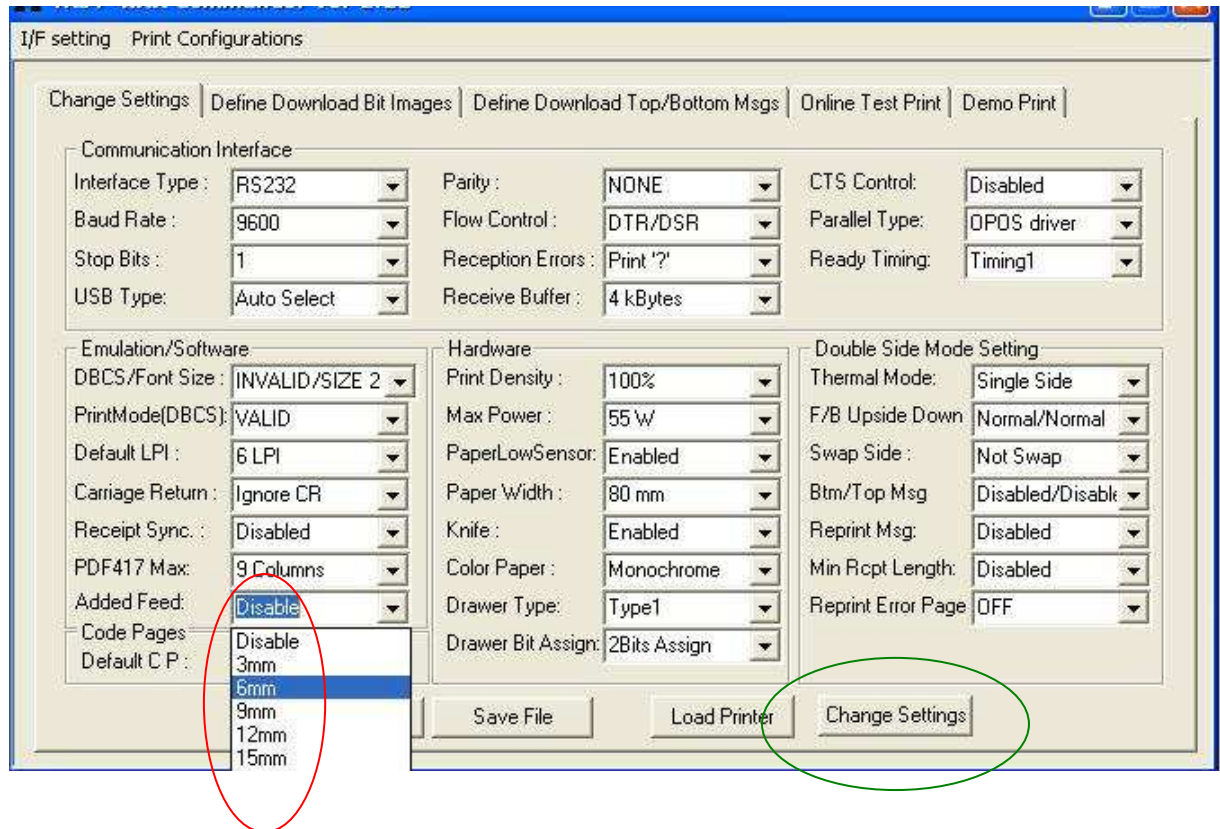 I/F setting Print Configurations
Change Settings Define Download Bit Images Define Download Top/Bottom Msgs Online Test Print Demo Print
Communication Interface
Interface Type : RS232 Parity : NONE CTS Control: Disabled
Baud Rate : 9600 Flow Control : DTR/DSR Parallel Type: OPOS driver
Stop Bits : 1 Reception Errors : Print '?' Ready Timing: Timing1
USB Type: Auto Select Receive Buffer : 4 kBytes
Emulation/Software Hardware Double Side Mode Setting
DBCS/Font Size : INVALID/SIZE 2 Print Density : 100% Thermal Mode: Single Side
PrintMode(DBCS): VALID Max Power : 55 W F/B Upside Down Normal/Normal
Default LPI : 6 LPI PaperLowSensor: Enabled Swap Side : Not Swap
Carriage Return : Ignore CR Paper Width : 80 mm Btm/Top Msg Disabled/Disable
Receipt Sync. : Disabled Knife : Enabled Reprint Msg: Disabled
PDF417 Max: 9 Columns Color Paper : Monochrome Min Rcpt Length: Disabled
Added Feed: Disable Drawer Type: Type1 Reprint Error Page OFF
Code Pages Disable Drawer Bit Assign: 2Bits Assign
Default C P : 3mm
6mm
9mm Save File Load Printer Change Settings
12mm
15mm